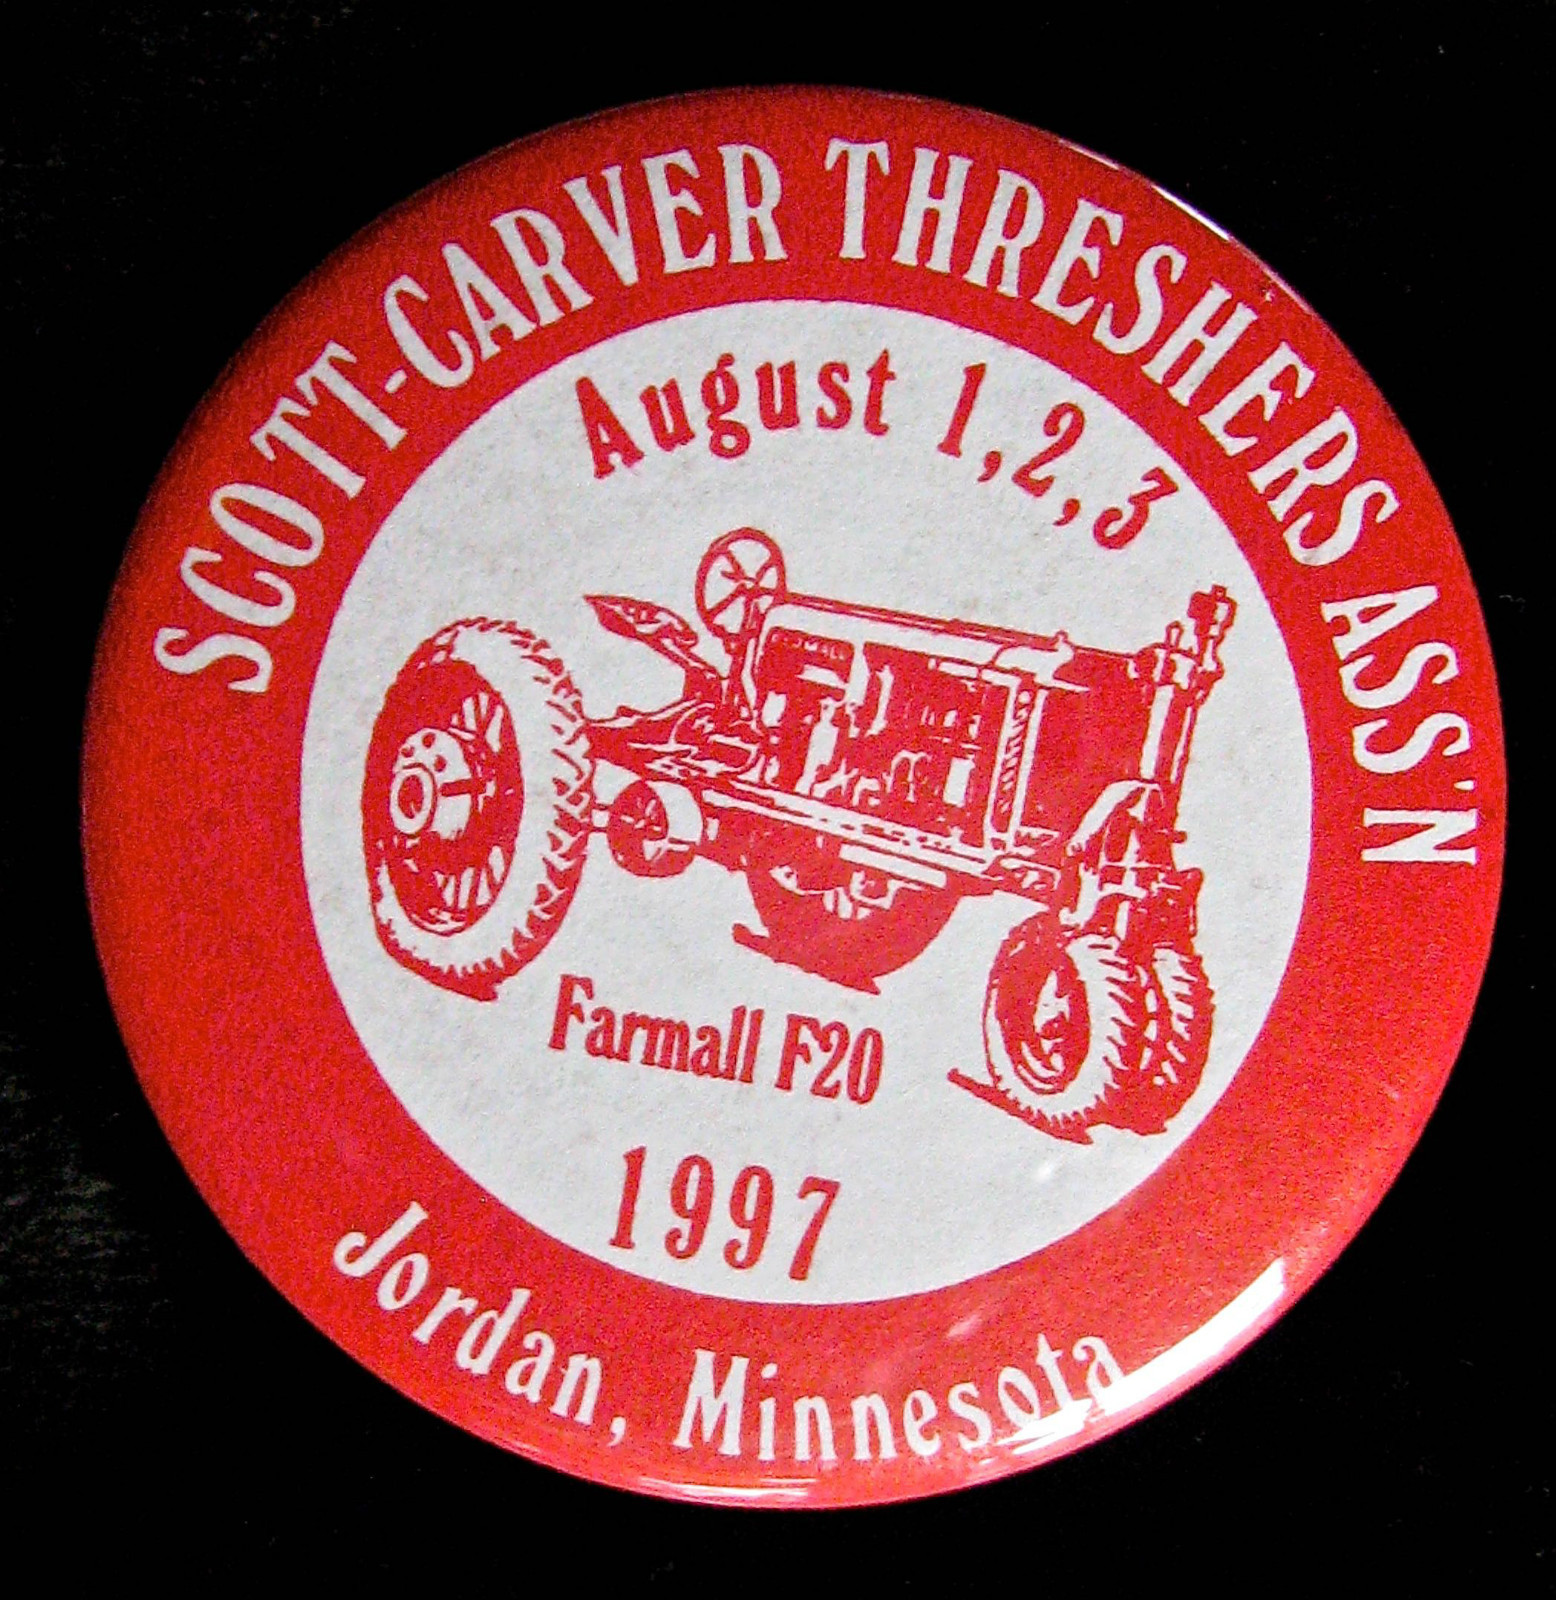 SCOTT-CARVER THRESHERS ASS'N
August 1,2,3
Farmall F20
1997
Jordan, Minnesota